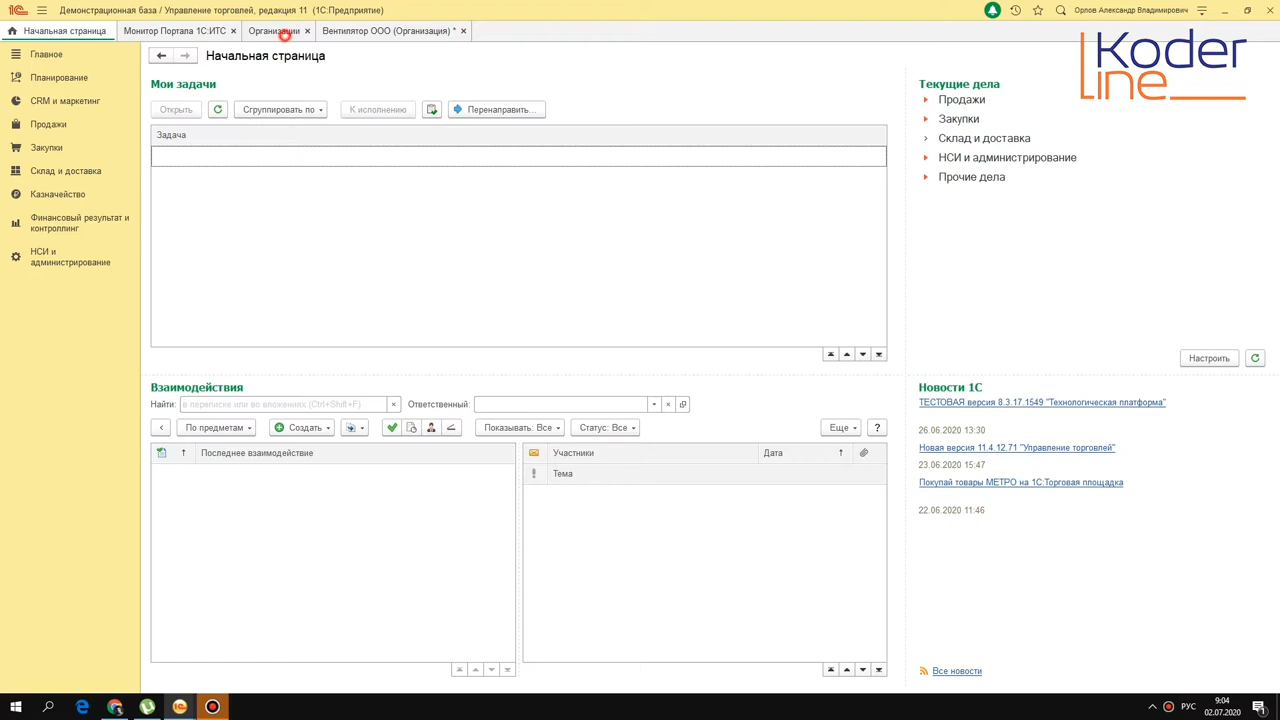 Демонстрационная база / Управление торговлей, редакция 11 (1С:Предприятие)
Орлов Александр Владимирович
Начальная страница
Монитор Портала 1С:ИТС ×
Организации ×
Вентилятор ООО (Организация) * ×
Koder
line
Главное
Планирование
CRM и маркетинг
Продажи
Закупки
Склад и доставка
Казначейство
Финансовый результат и
контроллинг
НСИ и
администрирование
Начальная страница
Мои задачи
Открыть
Сгруппировать по
К исполнению
Перенаправить...
Задача
Текущие дела
Продажи
Закупки
Склад и доставка
НСИ и администрирование
Прочие дела
Настроить
Взаимодействия
Найти: в переписке или во вложениях (Ctrl+Shift+F) ×
Ответственный:
По предметам
Создать
Показывать: Все
Статус: Все
Еще
?
Последнее взаимодействие
Участники
Дата
Тема
Новости 1С
ТЕСТОВАЯ версия 8.3.17.1549 "Технологическая платформа"
26.06.2020 13:30
Новая версия 11.4.12.71 "Управление торговлей"
23.06.2020 15:47
Покупай товары МЕТРО на 1С:Торговая площадка
22.06.2020 11:46
Все новости
РУС
9:04
02.07.2020